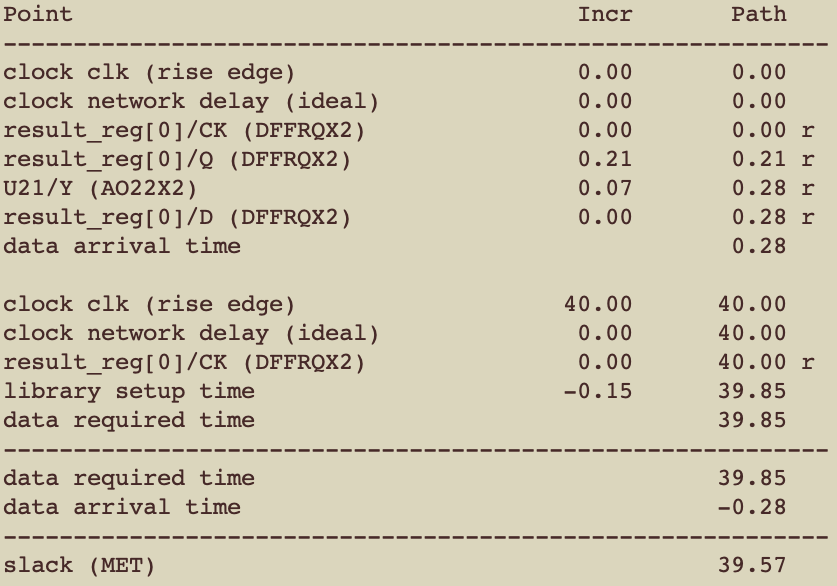 Point Incr Path
-----------------------------------------------------------
clock clk (rise edge) 0.00 0.00
clock network delay (ideal) 0.00 0.00
result_reg[0]/CK (DFFRQX2) 0.00 0.00 r
result_reg[0]/Q (DFFRQX2) 0.21 0.21 r
U21/Y (AO22X2) 0.07 0.28 r
result_reg[0]/D (DFFRQX2) 0.00 0.28 r
data arrival time 0.28

clock clk (rise edge) 40.00 40.00
clock network delay (ideal) 0.00 40.00
result_reg[0]/CK (DFFRQX2) 0.00 40.00 r
library setup time -0.15 39.85
data required time 39.85
-----------------------------------------------------------
data required time 39.85
data arrival time -0.28
-----------------------------------------------------------
slack (MET) 39.57